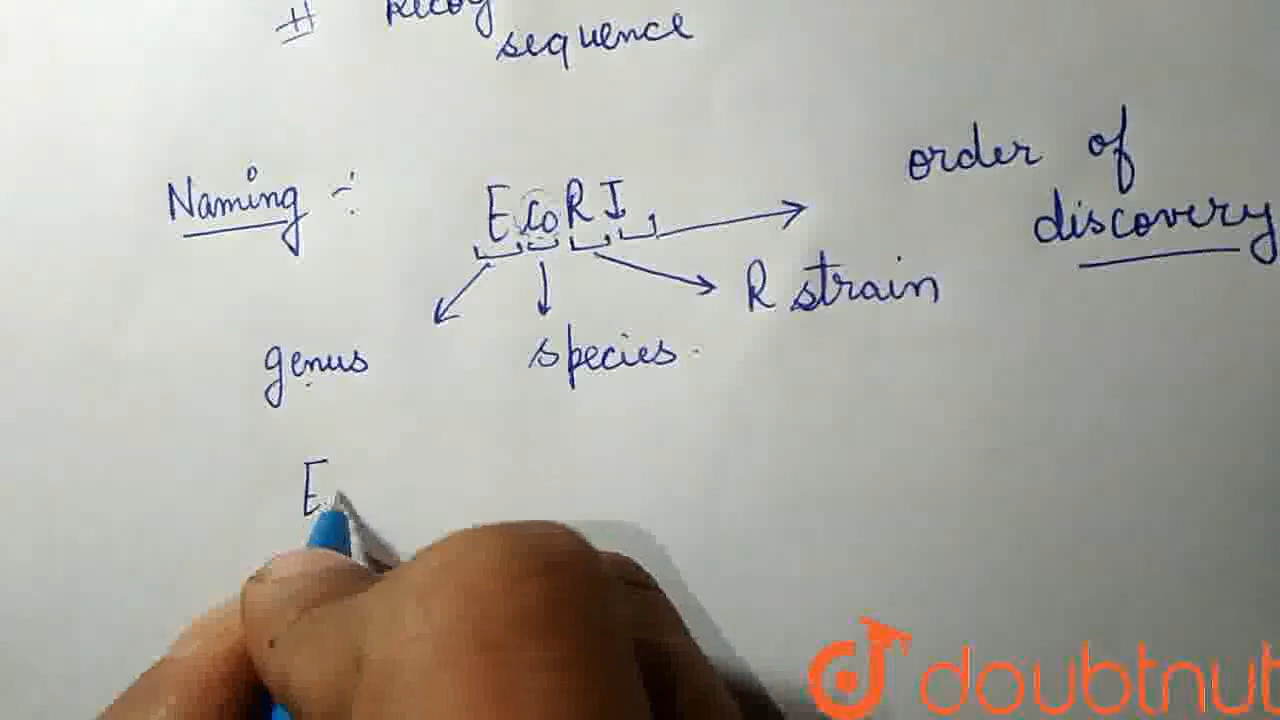 #
sequence
Naming ÷ EcoRI order of
discovery
R strain
genus species.
E.
doubtnut